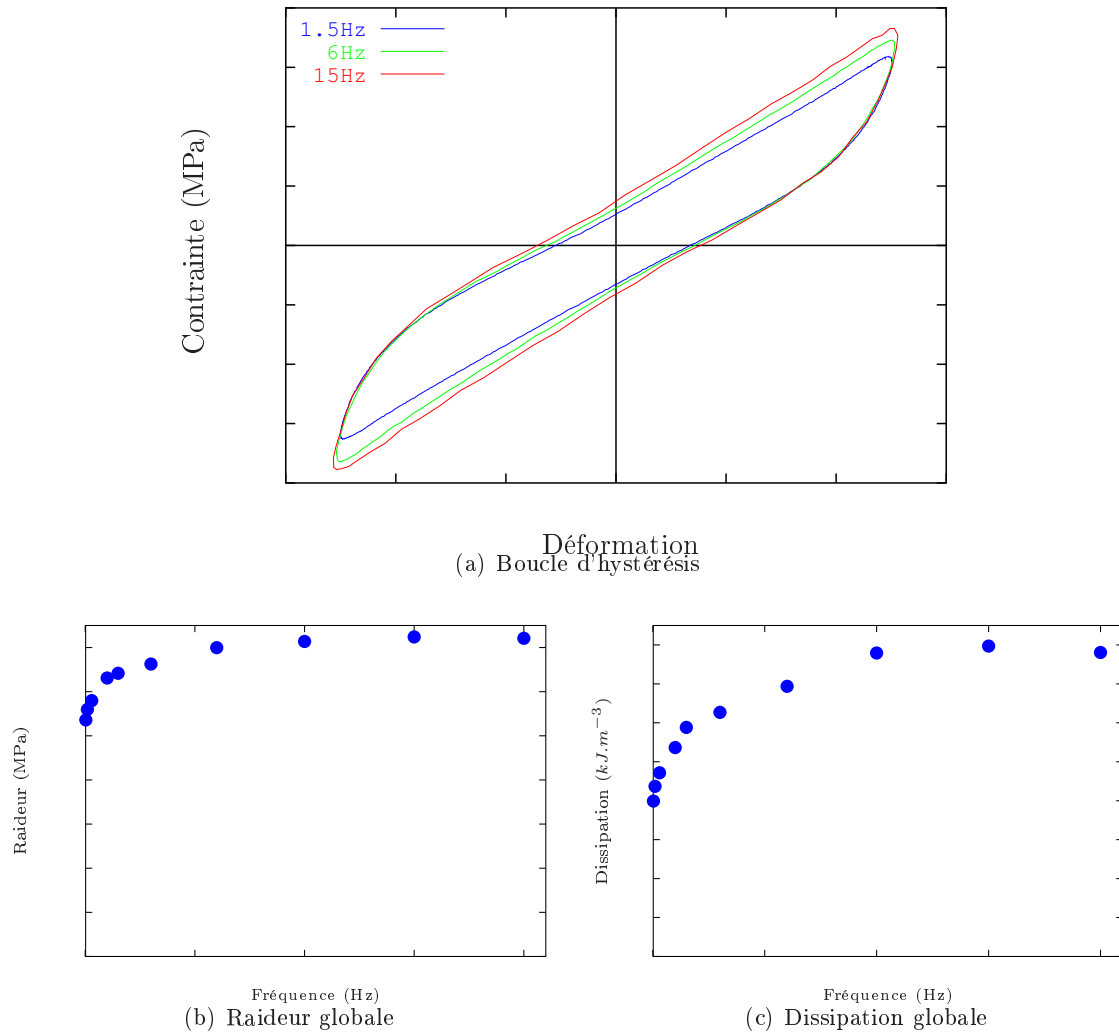 1.5Hz
6Hz
15Hz
Contrainte (MPa)
Déformation
(a) Boucle d'hystérésis
Raideur (MPa)
Fréquence (Hz)
(b) Raideur globale
Dissipation (kJ.m⁻³)
Fréquence (Hz)
(c) Dissipation globale